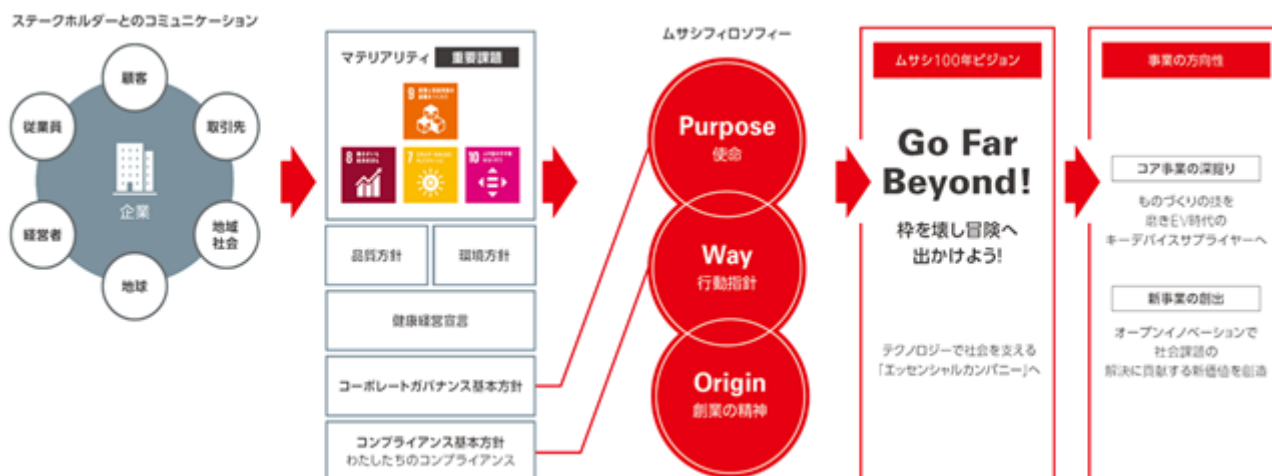 ステークホルダーとのコミュニケーション
顧客
従業員
取引先
企業
経営者
地域
社会
地球
マテリアリティ 重要課題
9
8
7
10
品質方針
環境方針
健康経営宣言
コーポレートガバナンス基本方針
コンプライアンス基本方針
わたしたちのコンプライアンス
ムサシフィロソフィー
Purpose
使命
Way
行動指針
Origin
創業の精神
ムサシ100年ビジョン
Go Far
Beyond!
枠を壊し冒険へ
出かけよう!
テクノロジーで社会を支える
「エッセンシャルカンパニー」へ
事業の方向性
コア事業の深掘り
ものづくりの技を
磨きEV時代の
キーデバイスサプライヤーへ
新事業の創出
オープンイノベーションで
社会課題の
解決に貢献する新価値を創造